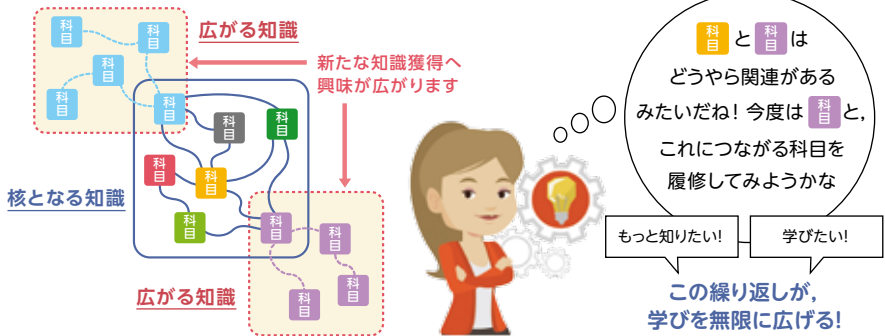 科目
科目
科目
科目
科目
広がる知識
新たな知識獲得へ
興味が広がります
科目
科目
科目
科目
科目
核となる知識
科目
科目
科目
科目
広がる知識
科目と科目は
どうやら関連がある
みたいだね! 今度は科目と,
これにつながる科目を
履修してみようかな
もっと知りたい!
学びたい!
この繰り返しが,
学びを無限に広げる!